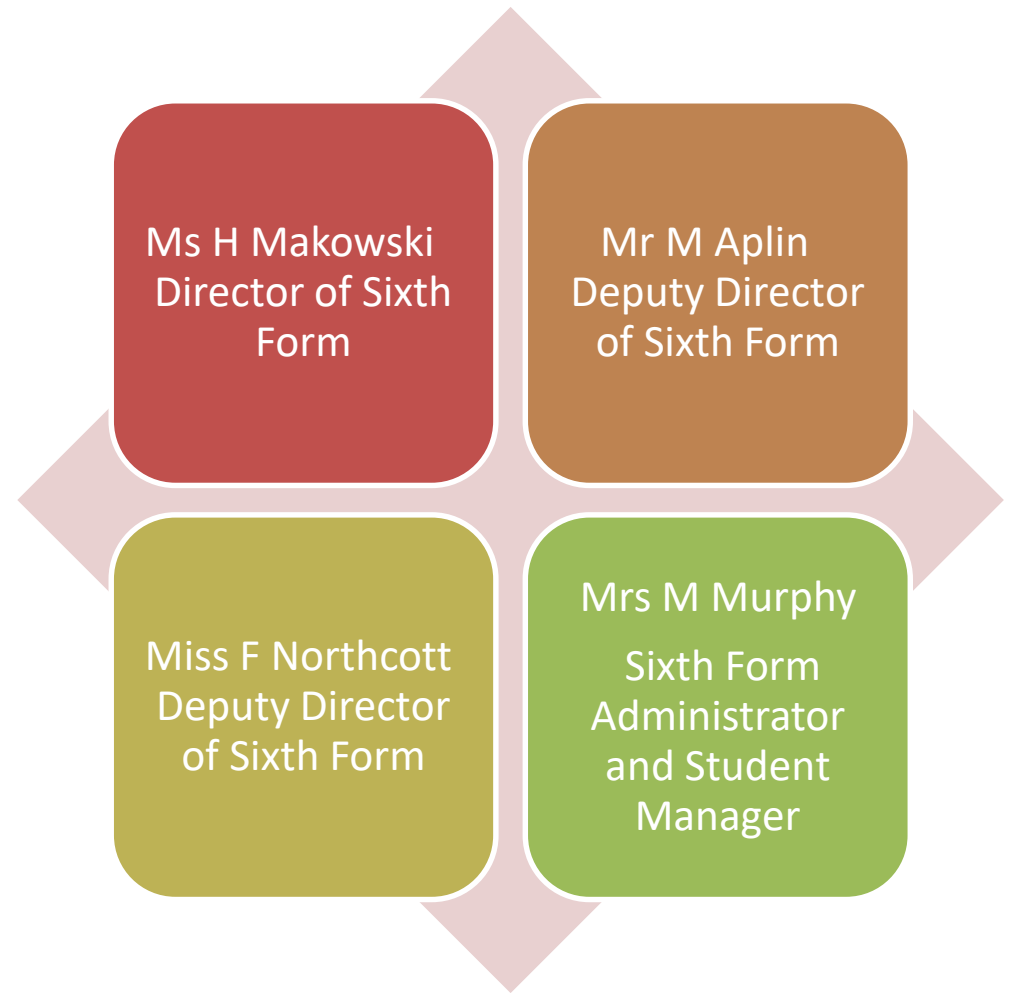 Ms H Makowski
Director of Sixth
Form
Mr M Aplin
Deputy Director
of Sixth Form
Miss F Northcott
Deputy Director
of Sixth Form
Mrs M Murphy
Sixth Form
Administrator
and Student
Manager